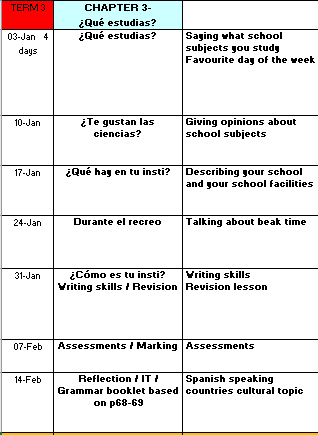 TERM 3 CHAPTER 3-
¿Qué estudias?
03-Jan 4 days ¿Qué estudias? Saying what school
subjects you study
Favourite day of the week
10-Jan ¿Te gustan las
ciencias? Giving opinions about
school subjects
17-Jan ¿Qué hay en tu insti? Describing your school
and your school facilities
24-Jan Durante el recreo Talking about beak time
31-Jan ¿Cómo es tu insti?
Writing skills / Revision Writing skills
Revision lesson
07-Feb Assessments / Marking Assessments
14-Feb Reflection / IT /
Grammar booklet based
on p68-69 Spanish speaking
countries cultural topic